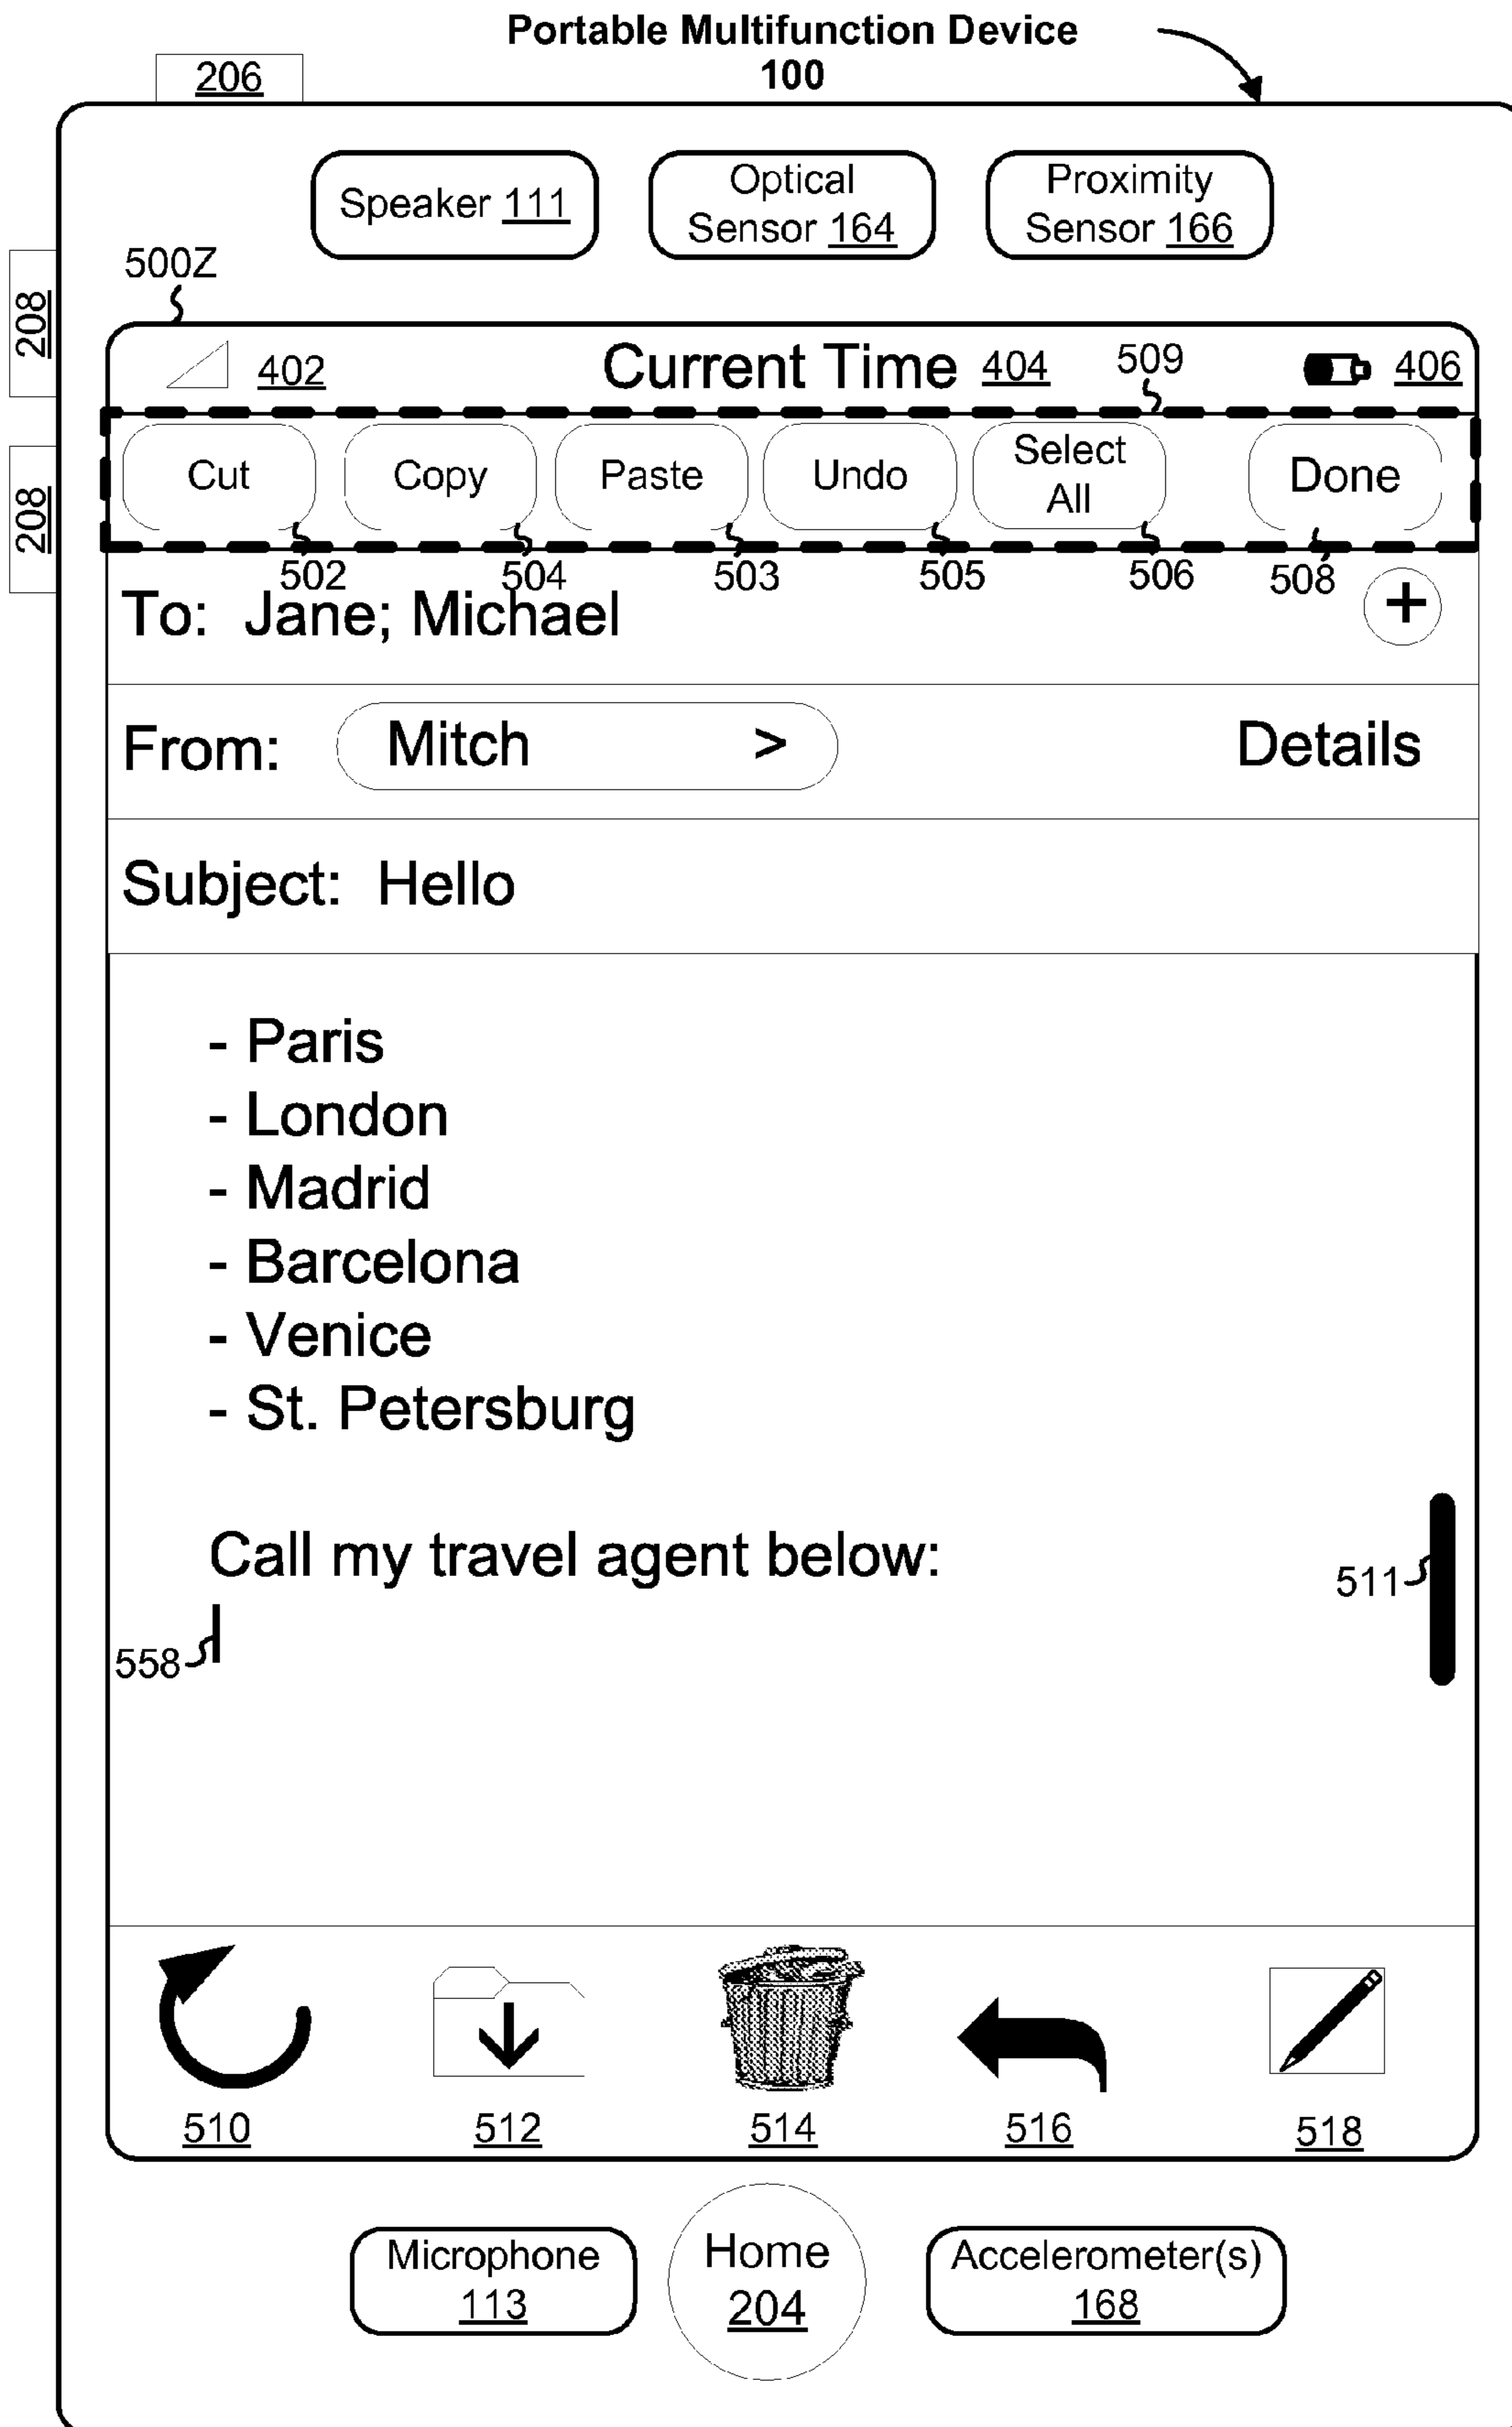 Portable Multifunction Device
100
206
Speaker 111
Optical
Sensor 164
Proximity
Sensor 166
208
208
500Z
402
Current Time 404
509
406
Cut
Copy
Paste
Undo
Select
All
Done
502
504
503
505
506
508
To: Jane; Michael
+
From: Mitch > Details
Subject: Hello
- Paris
- London
- Madrid
- Barcelona
- Venice
- St. Petersburg
Call my travel agent below:
511
558
510
512
514
516
518
Microphone
113
Home
204
Accelerometer(s)
168